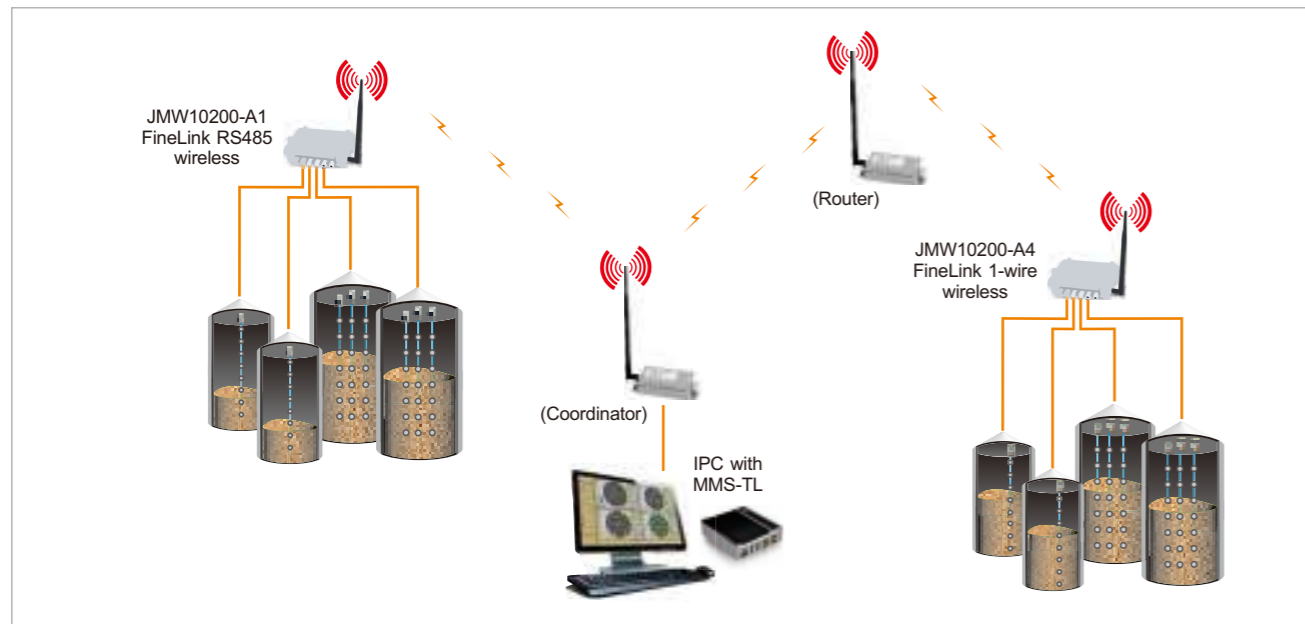 JMW10200-A1
FineLink RS485
wireless
(Router)
JMW10200-A4
FineLink 1-wire
wireless
(Coordinator)
IPC with
MMS-TL